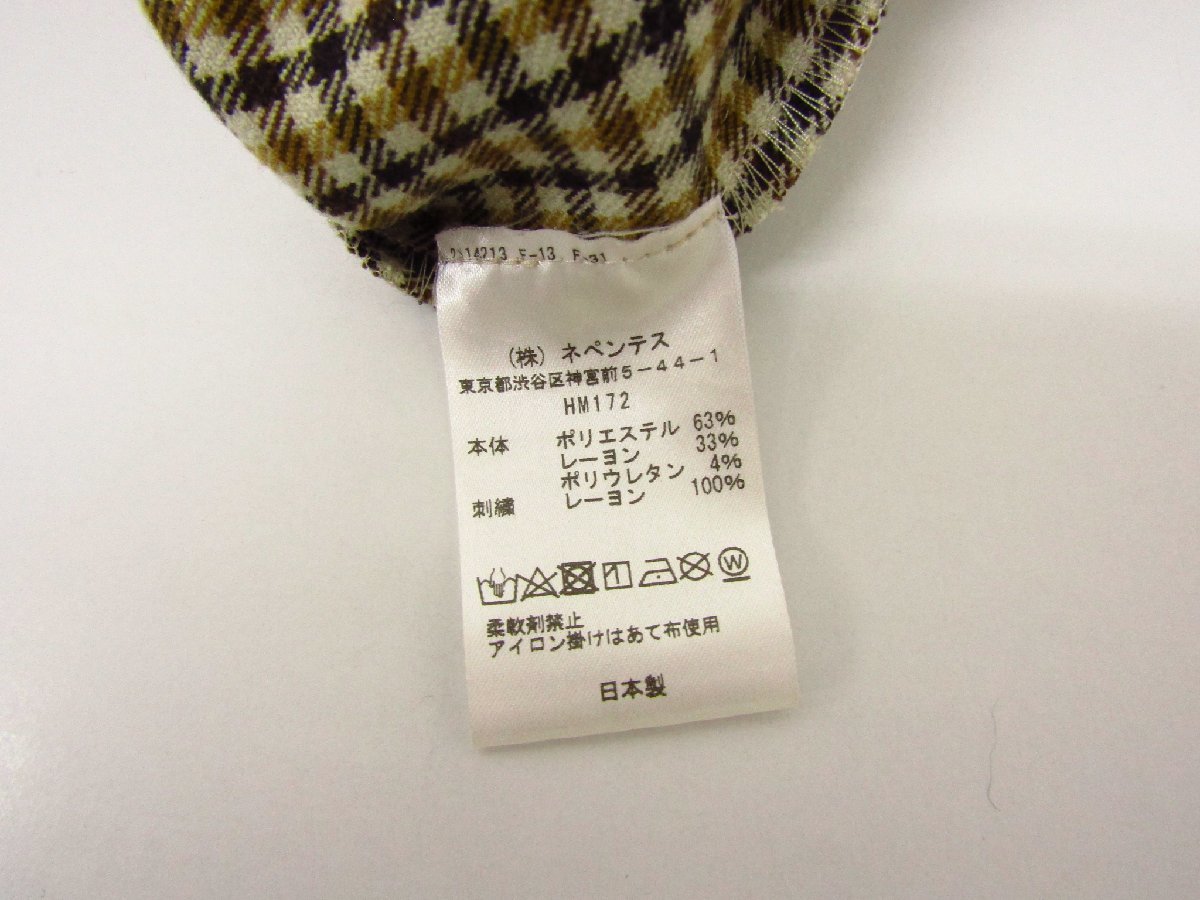 E-13
(株)ネペンテス
東京都渋谷区神宮前5-44-1
HM172
本体 ポリエステル 63%
レーヨン 33%
ポリウレタン 4%
刺繍 レーヨン 100%
W
柔軟剤禁止
アイロン掛けはあて布使用
日本製